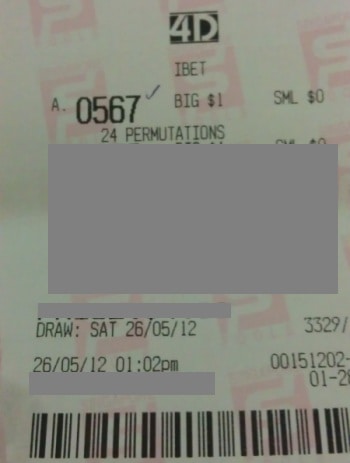 4D
IBET
A. 0567 BIG $1 SML $0
24 PERMUTATIONS
DRAW: SAT 26/05/12 3329/
26/05/12 01:02pm 00151202-
01-28